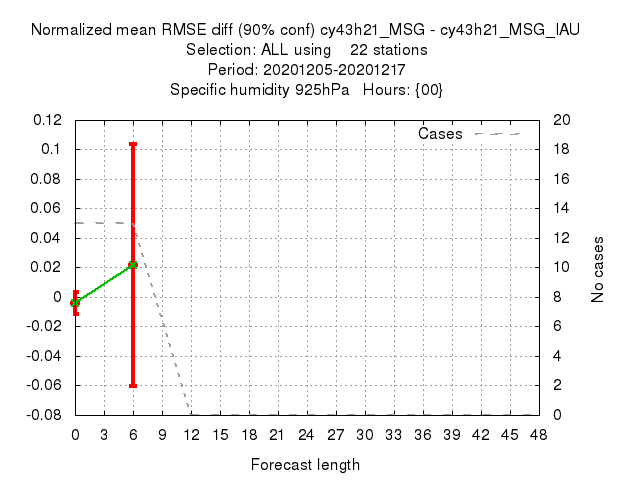 Normalized mean RMSE diff (90% conf) cy43h21_MSG - cy43h21_MSG_IAU
Selection: ALL using 22 stations
Period: 20201205-20201217
Specific humidity 925hPa Hours: {00}
Cases
0.12
0.1
0.08
0.06
0.04
0.02
0
-0.02
-0.04
-0.06
-0.08
20
18
16
14
12
10
8
6
4
2
0
No cases
0 3 6 9 12 15 18 21 24 27 30 33 36 39 42 45 48
Forecast length